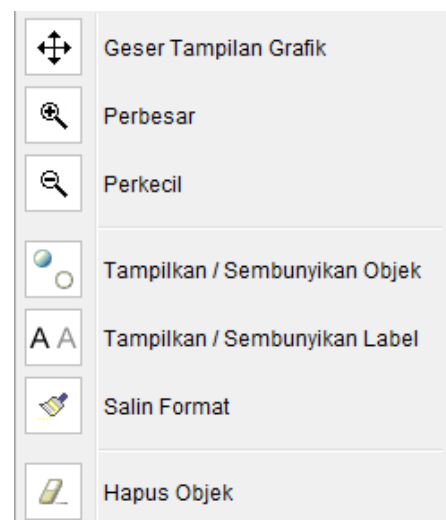 Geser Tampilan Grafik
Perbesar
Perkecil
Tampilkan / Sembunyikan Objek
A A Tampilkan / Sembunyikan Label
Salin Format
Hapus Objek